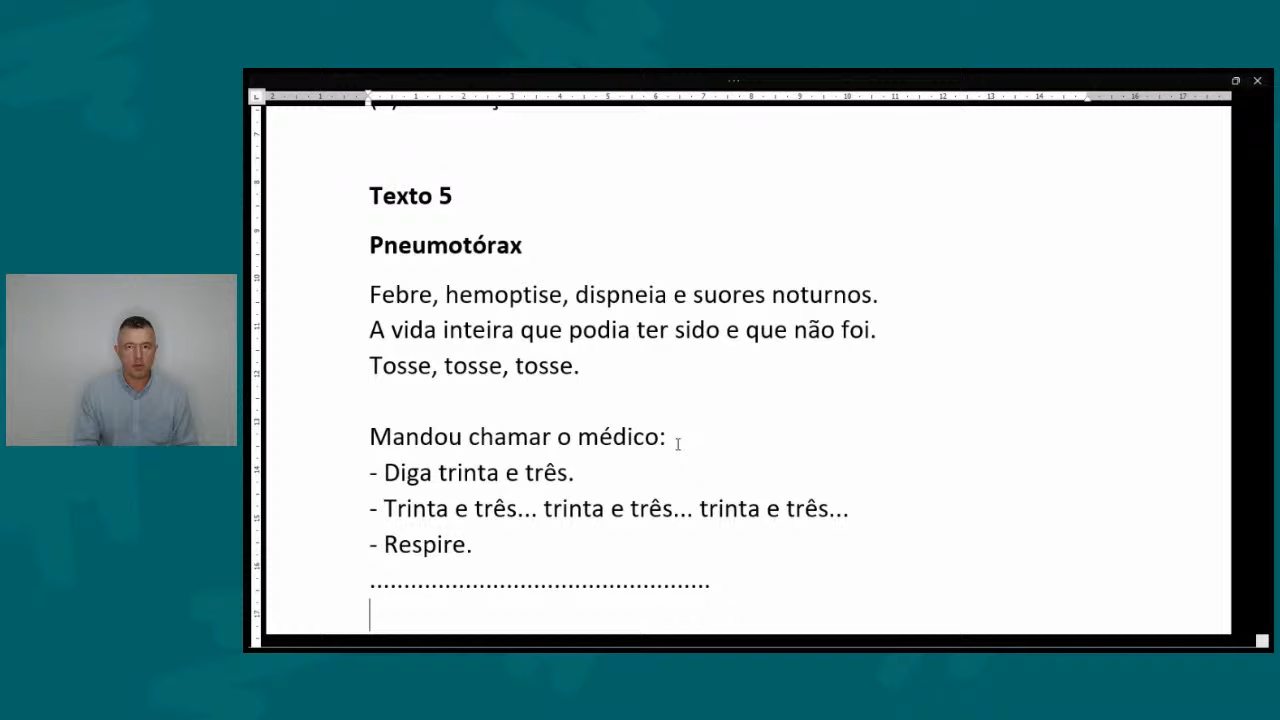 Texto 5
Pneumotórax
Febre, hemoptise, dispneia e suores noturnos.
A vida inteira que podia ter sido e que não foi.
Tosse, tosse, tosse.
Mandou chamar o médico:
- Diga trinta e três.
- Trinta e três... trinta e três... trinta e três...
- Respire.
..................................................